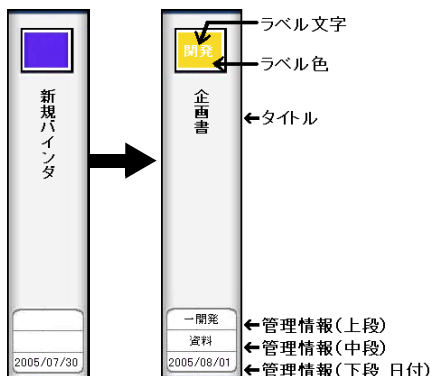 新規バインダ
2005/07/30
開発
企画書
一開発
資料
2005/08/01
ラベル文字
ラベル色
タイトル
管理情報(上段)
管理情報(中段)
管理情報(下段 日付)